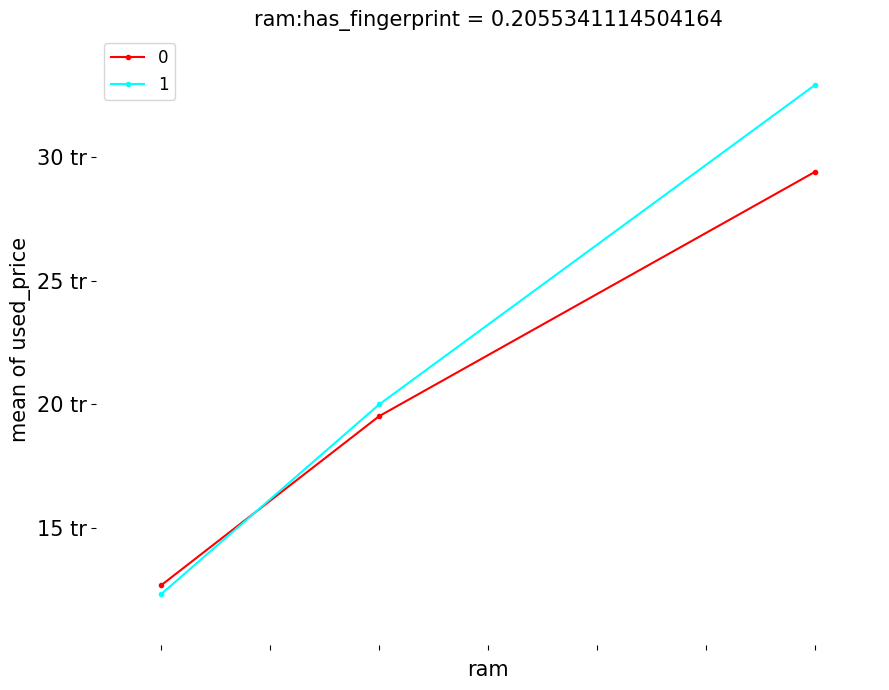 ram:has_fingerprint = 0.2055341114504164
0
1
30 tr
25 tr
20 tr
15 tr
mean of used_price
ram